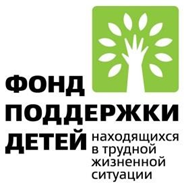 ФОНД
ПОДДЕРЖКИ
ДЕТЕЙ
находящихся
в трудной
жизненной
ситуации